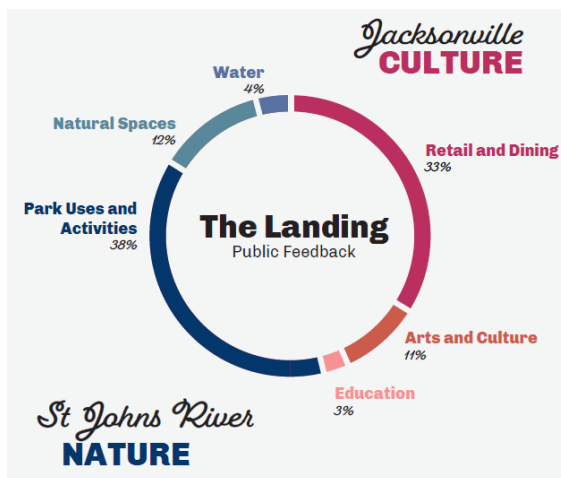 Jacksonville
CULTURE
Water
4%
Natural Spaces
12%
Retail and Dining
33%
Park Uses and
Activities
38%
The Landing
Public Feedback
Arts and Culture
11%
Education
3%
St Johns River
NATURE